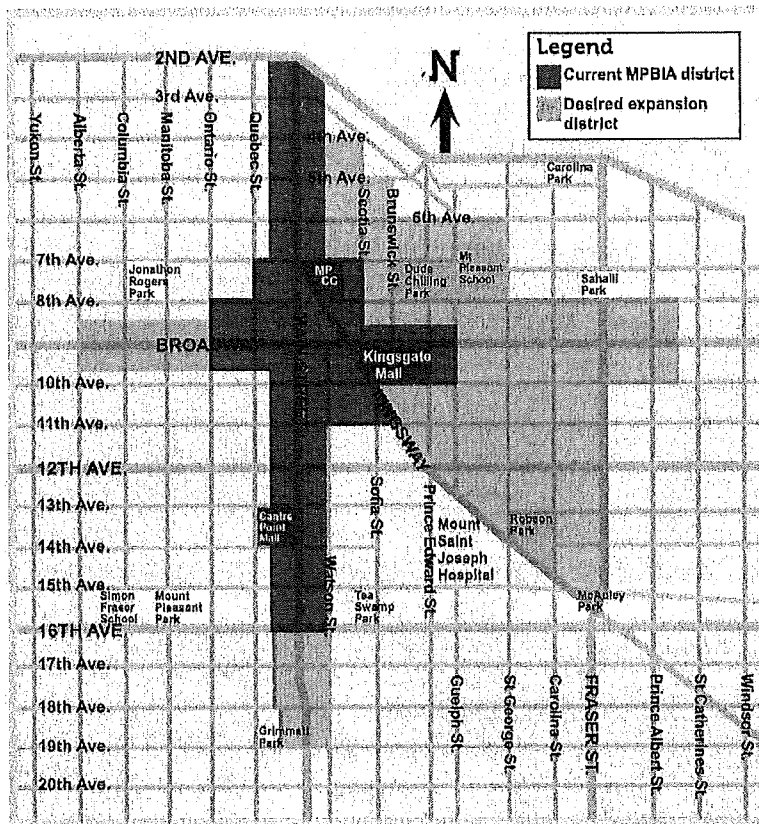 2ND AVE.
3rd Ave.
4th Ave.
5th Ave.
6th Ave.
7th Ave.
8th Ave.
BROADWAY
10th Ave.
11th Ave.
12TH AVE
13th Ave.
14th Ave.
15th Ave.
16TH AVE
17th Ave.
18th Ave.
19th Ave.
20th Ave.
Yukon St.
Alberta St.
Columbia St.
Manitoba St.
Ontario St.
Quebec St.
Scotia St.
Brunswick St.
N
Legend
Current MPBIA district
Desired expansion
district
Carolina
Park
Jonathon
Rogers
Park
MP
CC
Dude
Chilling
Park
Mt
Pleasant
School
Sahalli
Park
Kingsgate
Mall
Centre
Point
Mall
Mount
Saint
Joseph
Hospital
Robson
Park
McAuley
Park
Simon
Fraser
School
Mount
Pleasant
Park
Tea
Swamp
Park
Grimmett
Park
Watson St.
Sofia St.
Prince Edward St.
Guelph St.
St George St.
Carolina St.
FRASER ST.
Prince Albert St.
St Catherines St.
Windsor St.